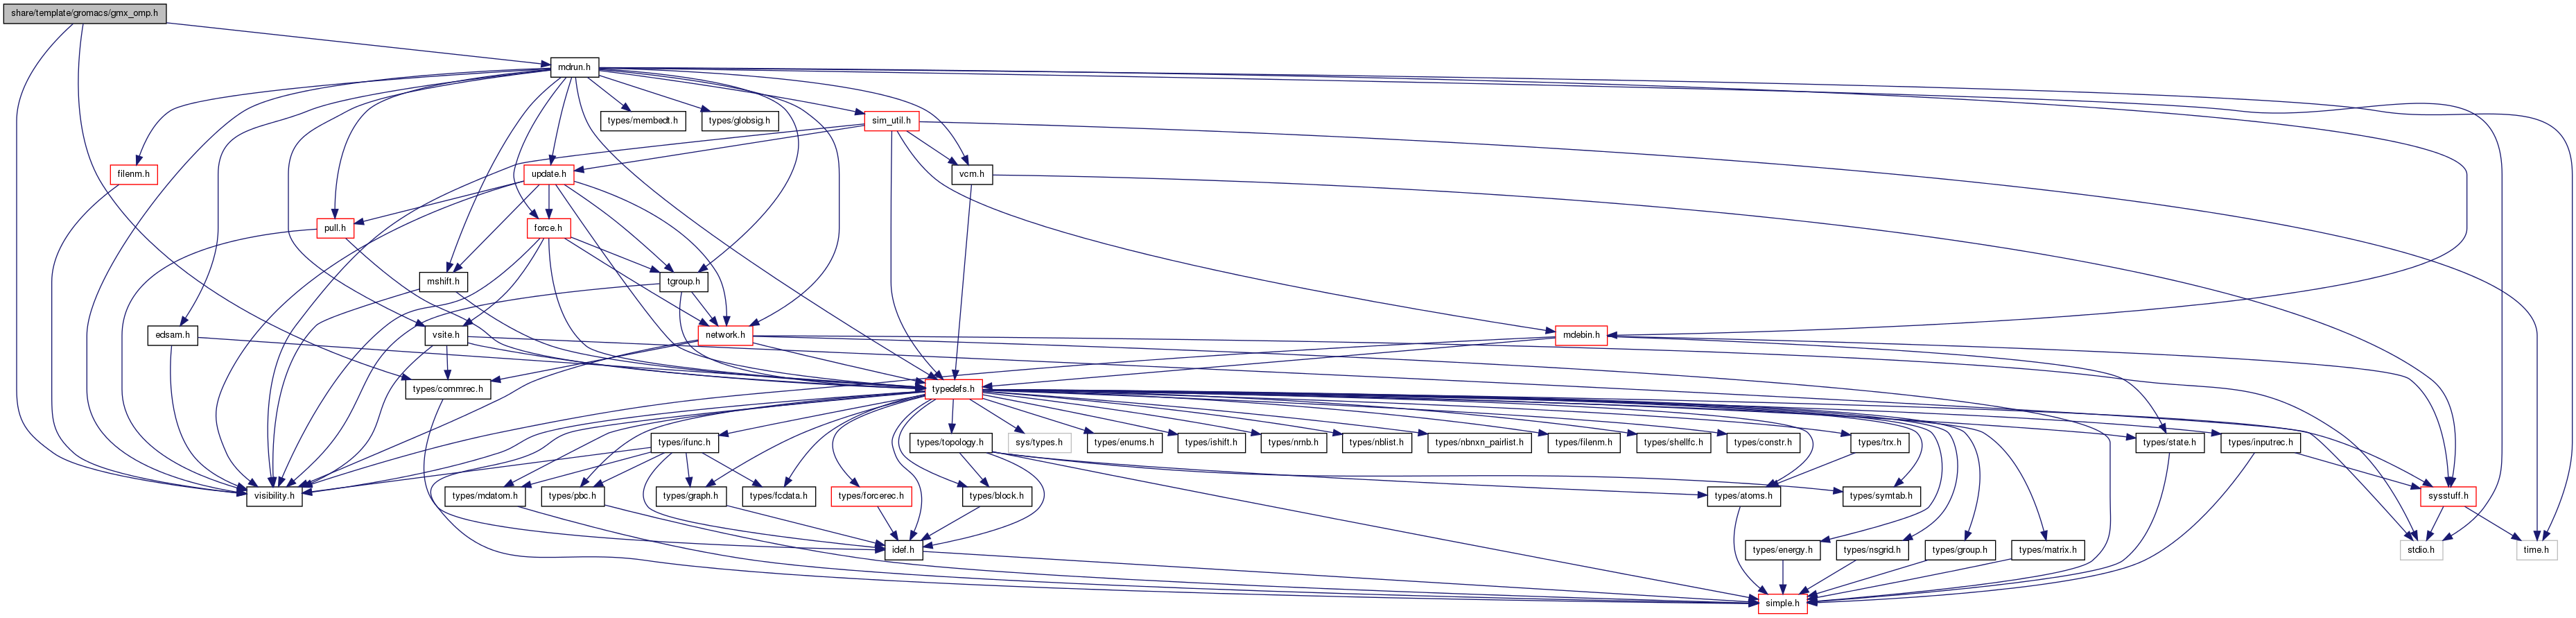 share/template/gromacs/gmx_omp.h
mdrun.h
types/membedt.h
types/globsig.h
sim_util.h
filenm.h
update.h
vcm.h
pull.h
force.h
mshift.h
tgroup.h
edsam.h
vsite.h
network.h
mdebin.h
types/commrec.h
typedefs.h
types/ifunc.h
types/topology.h
sys/types.h
types/enums.h
types/ishift.h
types/nrnb.h
types/nblist.h
types/nbnxn_pairlist.h
types/filenm.h
types/shellfc.h
types/constr.h
types/trx.h
types/state.h
types/inputrec.h
visibility.h
types/mdatom.h
types/pbc.h
types/graph.h
types/fcdata.h
types/forcerec.h
types/block.h
types/atoms.h
types/symtab.h
sysstuff.h
idef.h
types/energy.h
types/nsgrid.h
types/group.h
types/matrix.h
stdio.h
time.h
simple.h